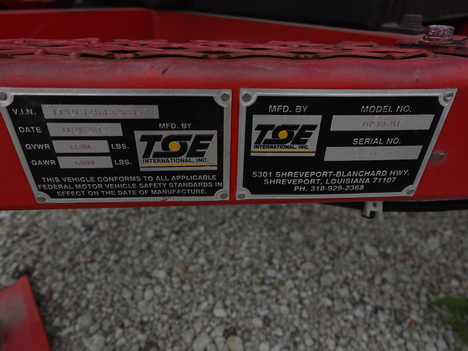 V.I.N.
DATE
GVWR LBS.
GAWR LBS.
MFD. BY
TSE
INTERNATIONAL, INC.
THIS VEHICLE CONFORMS TO ALL APPLICABLE
FEDERAL MOTOR VEHICLE SAFETY STANDARDS IN
EFFECT ON THE DATE OF MANUFACTURE.
MFD. BY
TSE
INTERNATIONAL, INC.
MODEL NO.
SERIAL NO.
5301 SHREVEPORT-BLANCHARD HWY.
SHREVEPORT, LOUISIANA 71107
PH. 318-929-2368